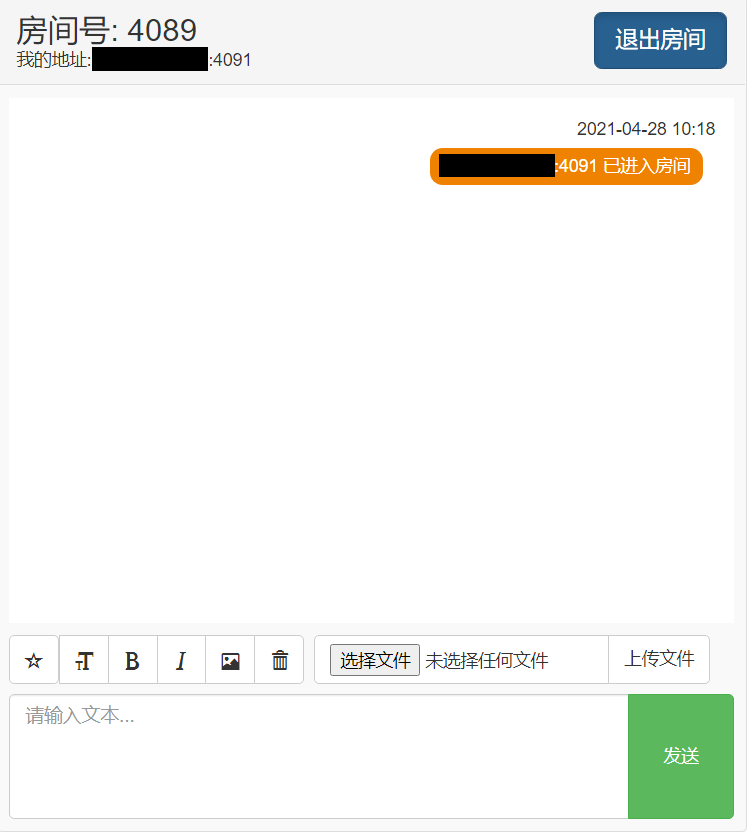 房间号: 4089
退出房间
我的地址:
:4091
2021-04-28 10:18
:4091 已进入房间
选择文件 未选择任何文件
上传文件
请输入文本...
发送